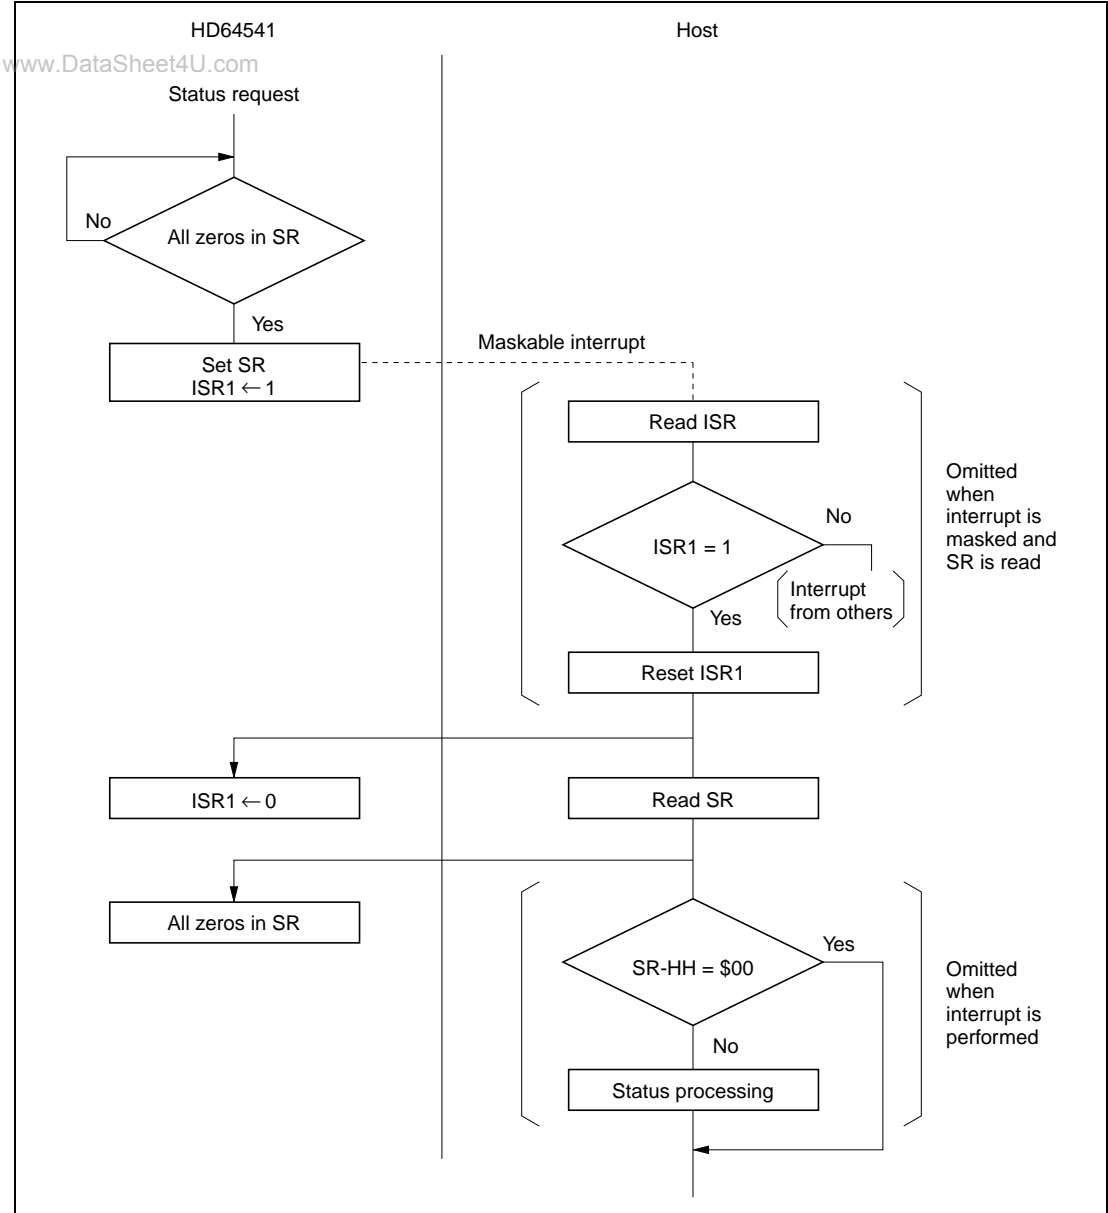 HD64541
Host
www.DataSheet4U.com
Status request
No
All zeros in SR
Yes
Set SR
ISR1 ← 1
Maskable interrupt
Read ISR
ISR1 = 1
No
Interrupt
from others
Yes
Reset ISR1
Omitted
when
interrupt is
masked and
SR is read
ISR1 ← 0
Read SR
All zeros in SR
SR-HH = $00
Yes
No
Status processing
Omitted
when
interrupt is
performed